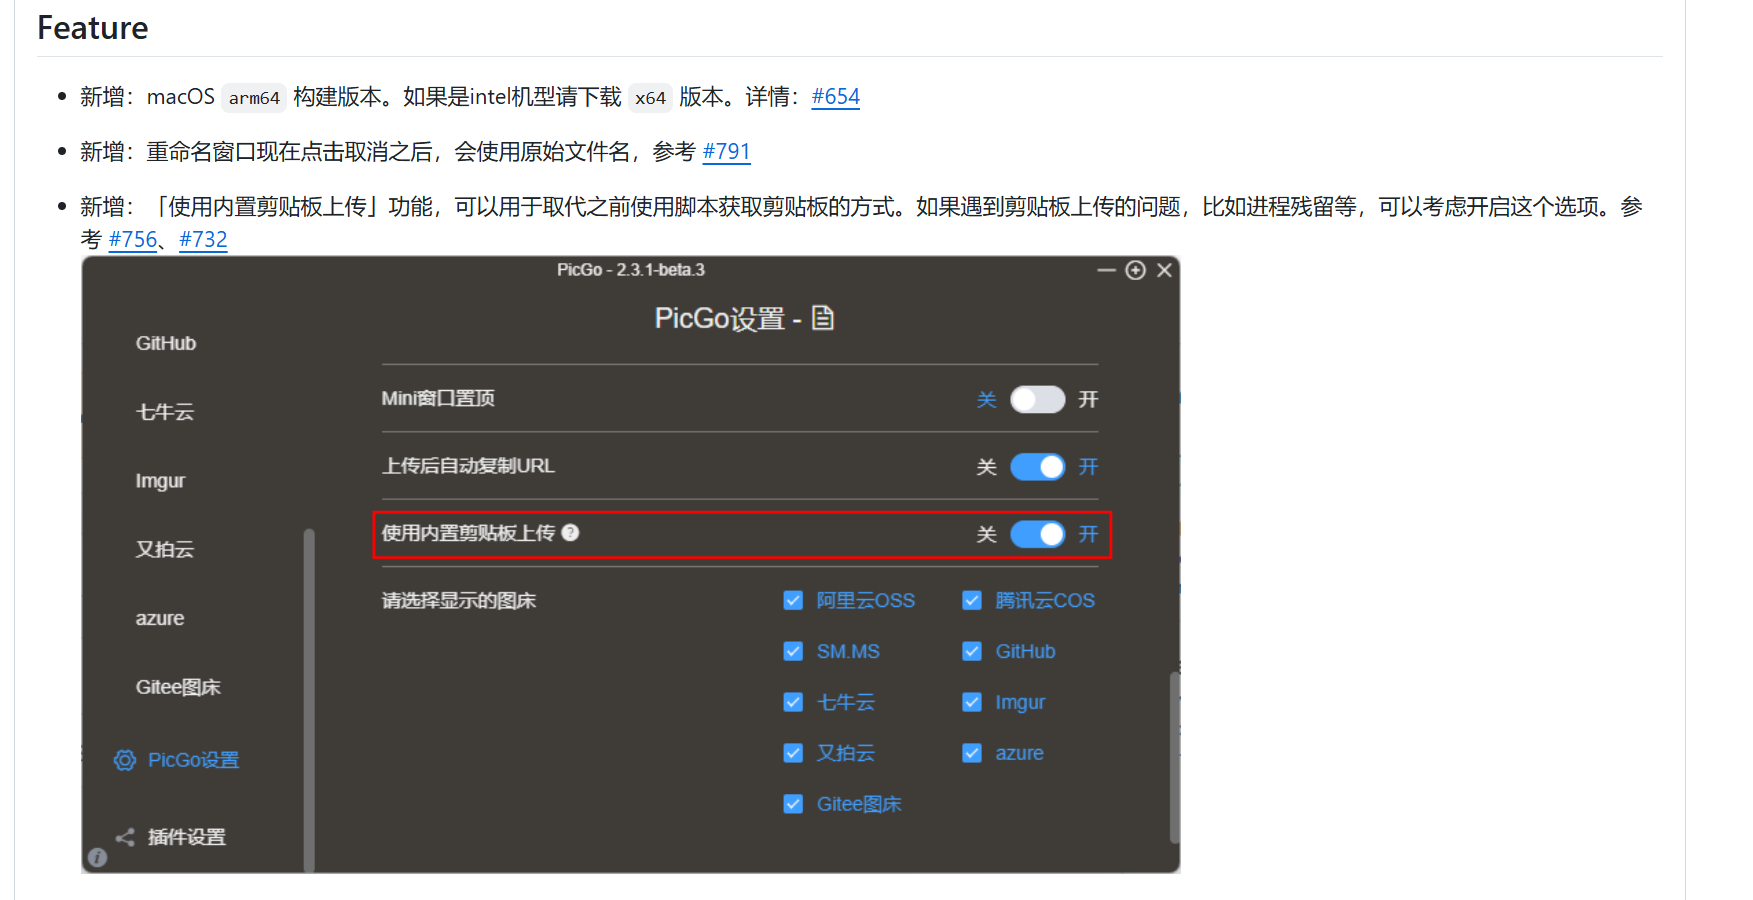 Feature
新增：macOS arm64 构建版本。如果是intel机型请下载 x64 版本。详情：#654
新增：重命名窗口现在点击取消之后，会使用原始文件名，参考 #791
新增：「使用内置剪贴板上传」功能，可以用于取代之前使用脚本获取剪贴板的方式。如果遇到剪贴板上传的问题，比如进程残留等，可以考虑开启这个选项。参
考 #756、#732
PicGo - 2.3.1-beta.3
PicGo设置 -
GitHub
七牛云
Imgur
又拍云
azure
Gitee图床
PicGo设置
插件设置
Mini窗口置顶 关 开
上传后自动复制URL 关 开
使用内置剪贴板上传 ? 关 开
请选择显示的图床 阿里云OSS 腾讯云COS
SM.MS GitHub
七牛云 Imgur
又拍云 azure
Gitee图床